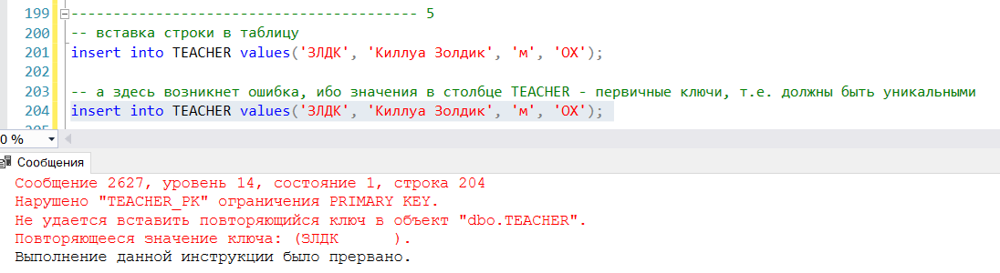 199 ---------------------------------------- 5
200 -- вставка строки в таблицу
201 insert into TEACHER values('ЗЛДК', 'Киллуа Золдик', 'м', 'ОХ');
202
203 -- а здесь возникнет ошибка, ибо значения в столбце TEACHER - первичные ключи, т.е. должны быть уникальными
204 insert into TEACHER values('ЗЛДК', 'Киллуа Золдик', 'м', 'ОХ');
205
0 %
Сообщения
Сообщение 2627, уровень 14, состояние 1, строка 204
Нарушено "TEACHER_PK" ограничения PRIMARY KEY.
Не удается вставить повторяющийся ключ в объект "dbo.TEACHER".
Повторяющееся значение ключа: (ЗЛДК      ).
Выполнение данной инструкции было прервано.